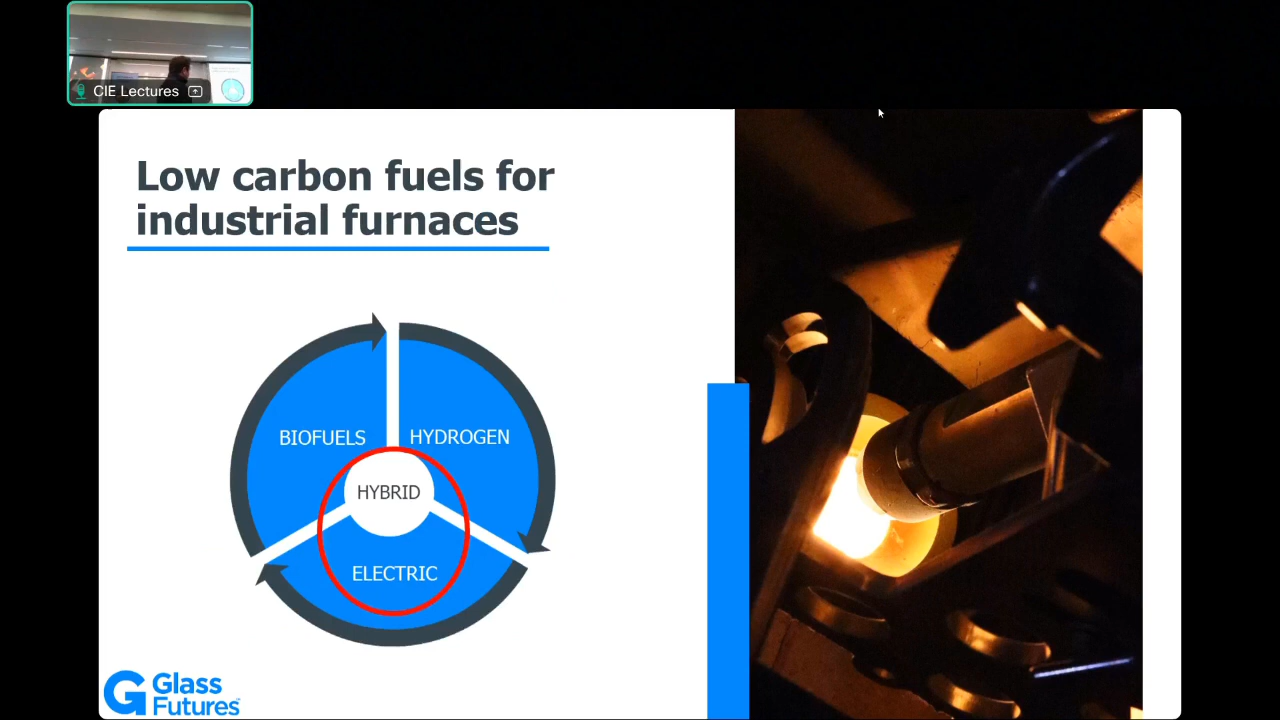 CIE Lectures
Low carbon fuels for
industrial furnaces
BIOFUELS
HYDROGEN
HYBRID
ELECTRIC
Glass
Futures